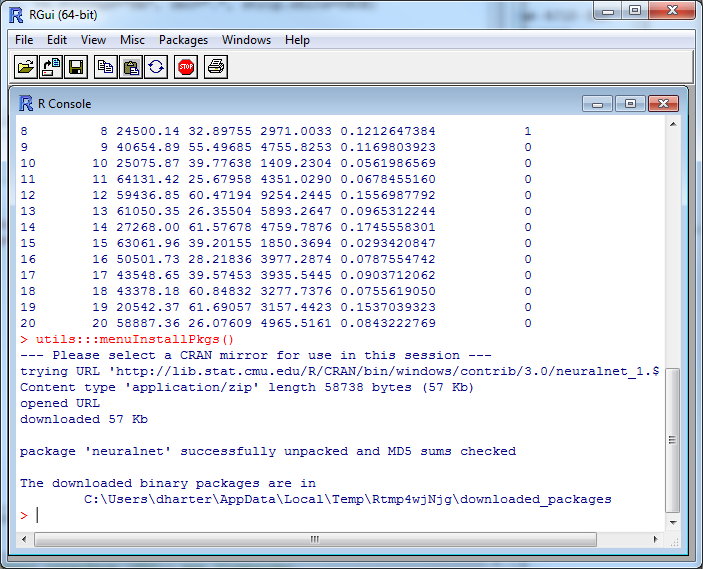 RGui (64-bit)
File Edit View Misc Packages Windows Help
STOP
R Console
8 8 24500.14 32.89755 2971.0033 0.1212647384 1
9 9 40654.89 55.49685 4755.8253 0.1169803923 0
10 10 25075.87 39.77638 1409.2304 0.0561986569 0
11 11 64131.42 25.67958 4351.0290 0.0678455160 0
12 12 59436.85 60.47194 9254.2445 0.1556987792 0
13 13 61050.35 26.35504 5893.2647 0.0965312244 0
14 14 27268.00 61.57678 4759.7876 0.1745558301 0
15 15 63061.96 39.20155 1850.3694 0.0293420847 0
16 16 50501.73 28.21836 3977.2874 0.0787554742 0
17 17 43548.65 39.57453 3935.5445 0.0903712062 0
18 18 43378.18 60.84832 3277.7376 0.0755619050 0
19 19 20542.37 61.69057 3157.4423 0.1537039323 0
20 20 58887.36 26.07609 4965.5161 0.0843222769 0
> utils:::menuInstallPkgs()
--- Please select a CRAN mirror for use in this session ---
trying URL 'http://lib.stat.cmu.edu/R/CRAN/bin/windows/contrib/3.0/neuralnet_1.$
Content type 'application/zip' length 58738 bytes (57 Kb)
opened URL
downloaded 57 Kb
package 'neuralnet' successfully unpacked and MD5 sums checked
The downloaded binary packages are in
C:\Users\dharter\AppData\Local\Temp\Rtmp4wjNjg\downloaded_packages
>